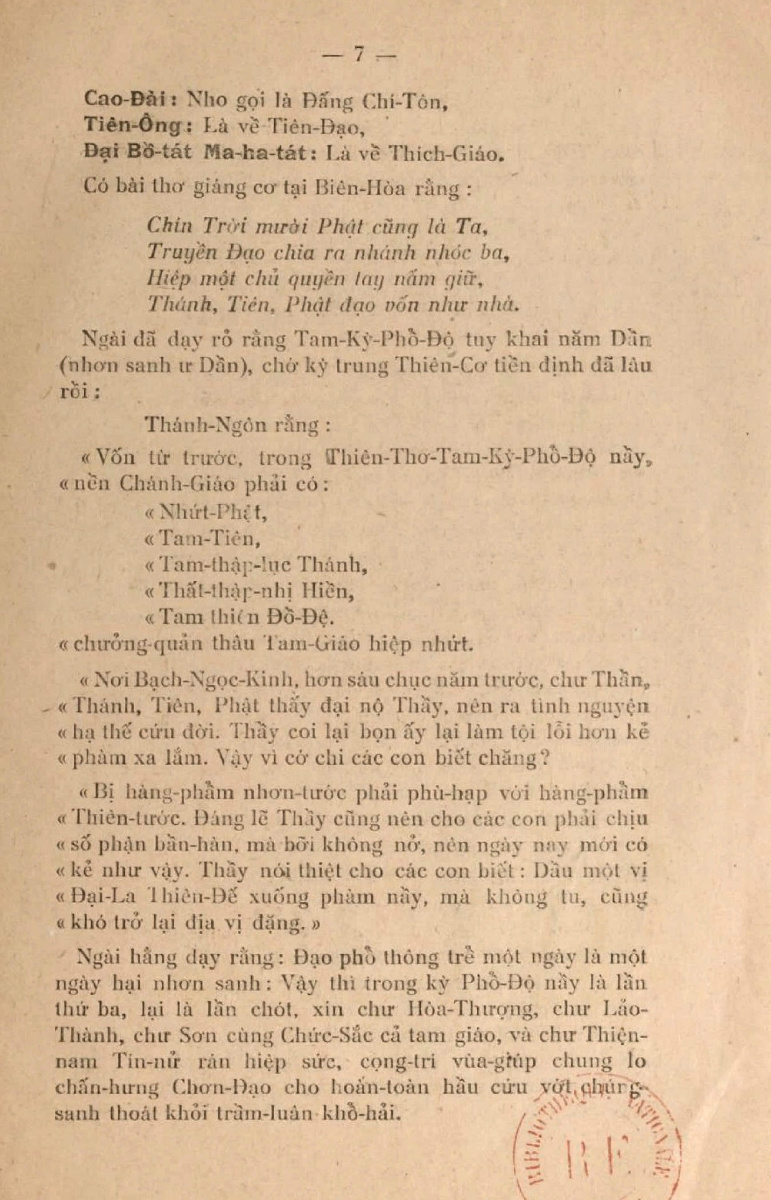 — 7 —
Cao-Đài : Nho gọi là Đấng Chí-Tôn,
Tiên-Ông : Là về Tiên-Đạo,
Đại Bồ-tát Ma-ha-tát : Là về Thích-Giáo.
Có bài thơ giáng cơ tại Biên-Hòa rằng :
Chín Trời mười Phật cũng là Ta,
Truyền Đạo chia ra nhánh nhóc ba,
Hiệp một chủ quyền tay nắm giữ,
Thánh, Tiên, Phật đạo vốn như nhà.
Ngài đã dạy rỏ rằng Tam-Kỳ-Phổ-Độ tuy khai năm Dần
(nhơn sanh ư Dần), chớ kỳ trung Thiên-Cơ tiền định đã lâu
rồi :
Thánh-Ngôn rằng :
« Vốn từ trước, trong Thiên-Thơ-Tam-Kỳ-Phổ-Độ nầy,
« nền Chánh-Giáo phải có :
« Nhứt-Phật,
« Tam-Tiên,
« Tam-thập-lục Thánh,
« Thất-thập-nhị Hiền,
« Tam thiên Đồ-Đệ.
« chưởng-quản thâu Tam-Giáo hiệp nhứt.
« Nơi Bạch-Ngọc-Kinh, hơn sáu chục năm trước, chư Thần,
« Thánh, Tiên, Phật thấy đại nộ Thầy, nên ra tình nguyện
« hạ thế cứu đời. Thầy coi lại bọn ấy lại làm tội lỗi hơn kẻ
« phàm xa lắm. Vậy vì cớ chi các con biết chăng ?
« Bị hàng-phẩm nhơn-tước phải phù-hạp với hàng-phẩm
« Thiên-tước. Đáng lẽ Thầy cũng nên cho các con phải chịu
« số phận bần-hàn, mà bởi không nở, nên ngày nay mới có
« kẻ như vậy. Thầy nói thiệt cho các con biết : Dầu một vị
« Đại-La Thiên-Đế xuống phàm nầy, mà không tu, cũng
« khó trở lại địa vị đặng. »
Ngài hằng dạy rằng : Đạo phổ thông trể một ngày là một
ngày hại nhơn sanh : Vậy thì trong kỳ Phổ-Độ nầy là lần
thứ ba, lại là lần chót, xin chư Hòa-Thượng, chư Lảo-
Thành, chư Sơn cùng Chức-Sắc cả tam giáo, và chư Thiện-
nam Tín-nử rán hiệp sức, cọng-trí vùa-giúp chung lo
chấn-hưng Chơn-Đạo cho hoàn-toàn hầu cứu vớt chúng-
sanh thoát khỏi trầm-luân khổ-hải.
R F